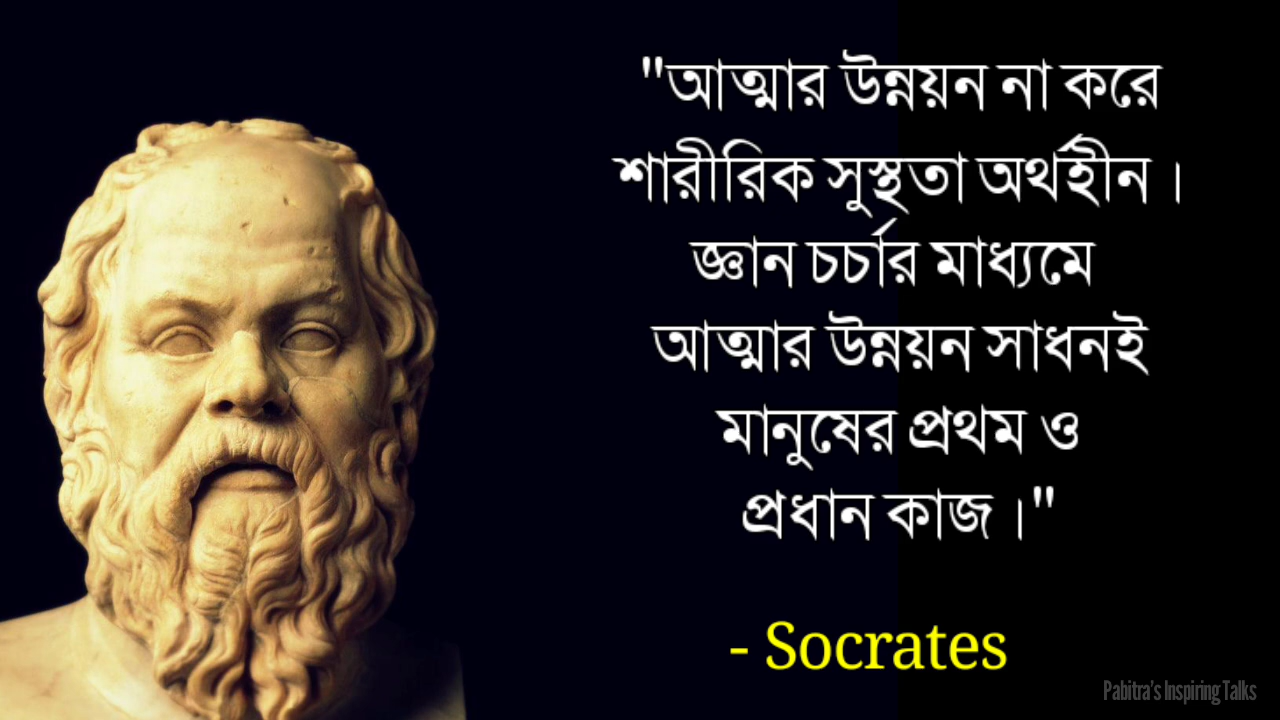 "আত্মার উন্নয়ন না করে
শারীরিক সুস্থতা অর্থহীন ।
জ্ঞান চর্চার মাধ্যমে
আত্মার উন্নয়ন সাধনই
মানুষের প্রথম ও
প্রধান কাজ ।"
- Socrates
Pabitra's Inspiring Talks